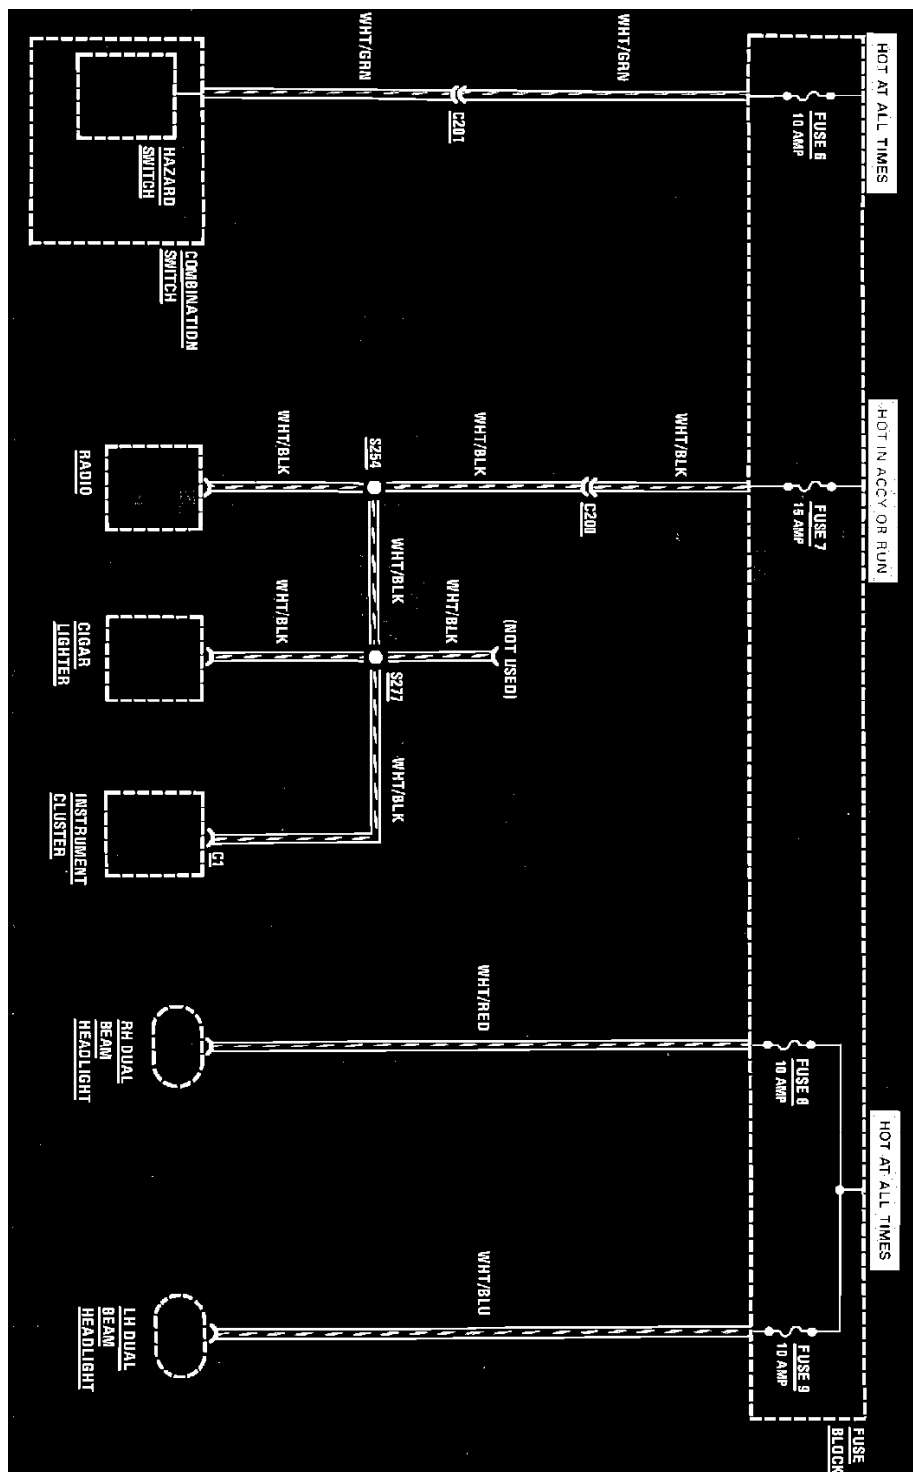 HOT AT ALL TIMES
HOT IN ACCY OR RUN
HOT AT ALL TIMES
FUSE 6
10 AMP
FUSE 7
15 AMP
FUSE 8
10 AMP
FUSE 9
10 AMP
FUSE
BLOCK
WHT/GRN
C201
WHT/GRN
WHT/BLK
C200
WHT/BLK
S254
WHT/BLK
WHT/BLK
(NOT USED)
WHT/BLK
S277
WHT/BLK
WHT/BLK
C1
WHT/RED
WHT/BLU
HAZARD
SWITCH
COMBINATION
SWITCH
RADIO
CIGAR
LIGHTER
INSTRUMENT
CLUSTER
RH DUAL
BEAM
HEADLIGHT
LH DUAL
BEAM
HEADLIGHT